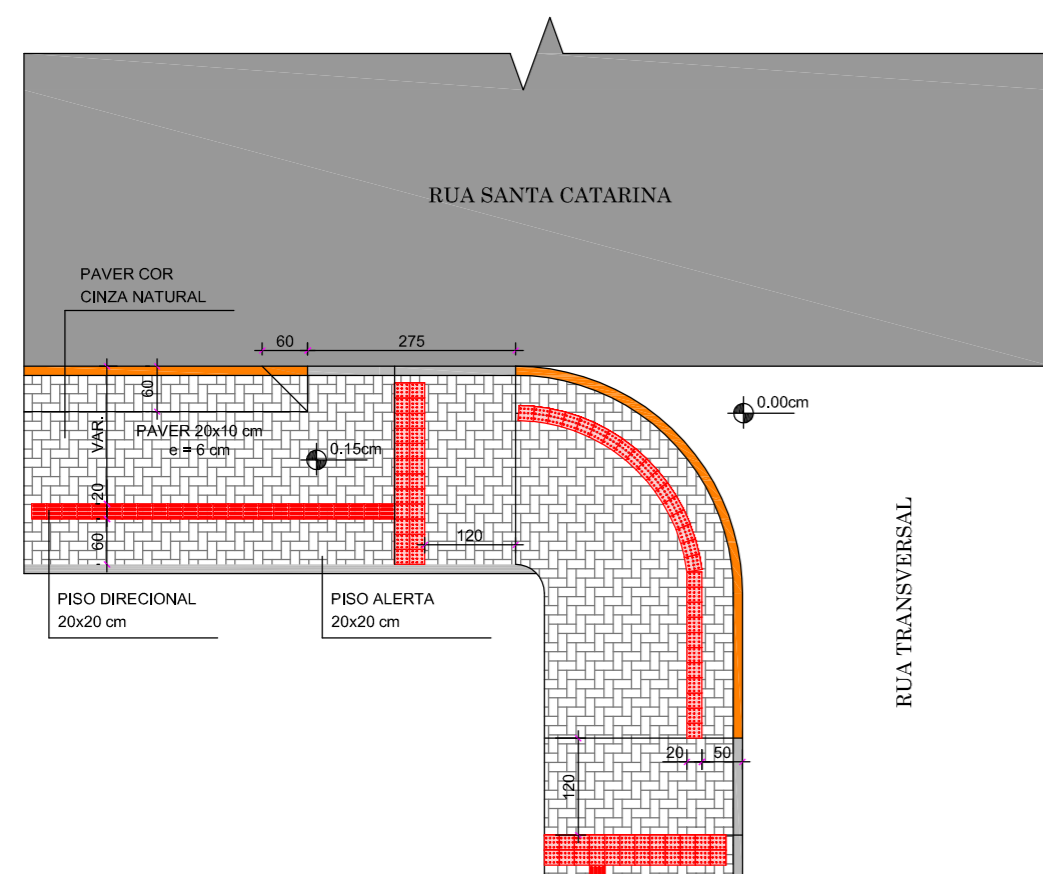 RUA SANTA CATARINA
PAVER COR
CINZA NATURAL
60
275
60
VAR.
PAVER 20x10 cm
e = 6 cm
0.15cm
0.00cm
20
60
120
PISO DIRECIONAL
20x20 cm
PISO ALERTA
20x20 cm
RUA TRANSVERSAL
20
50
120